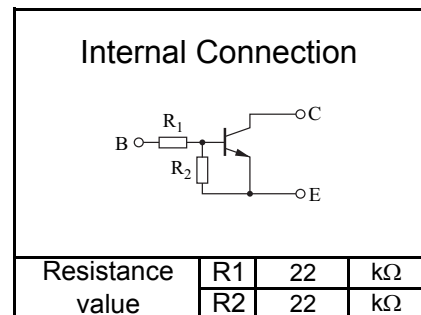 Internal Connection
C
R1
B
R2
E
Resistance value R1 22 kΩ
R2 22 kΩ